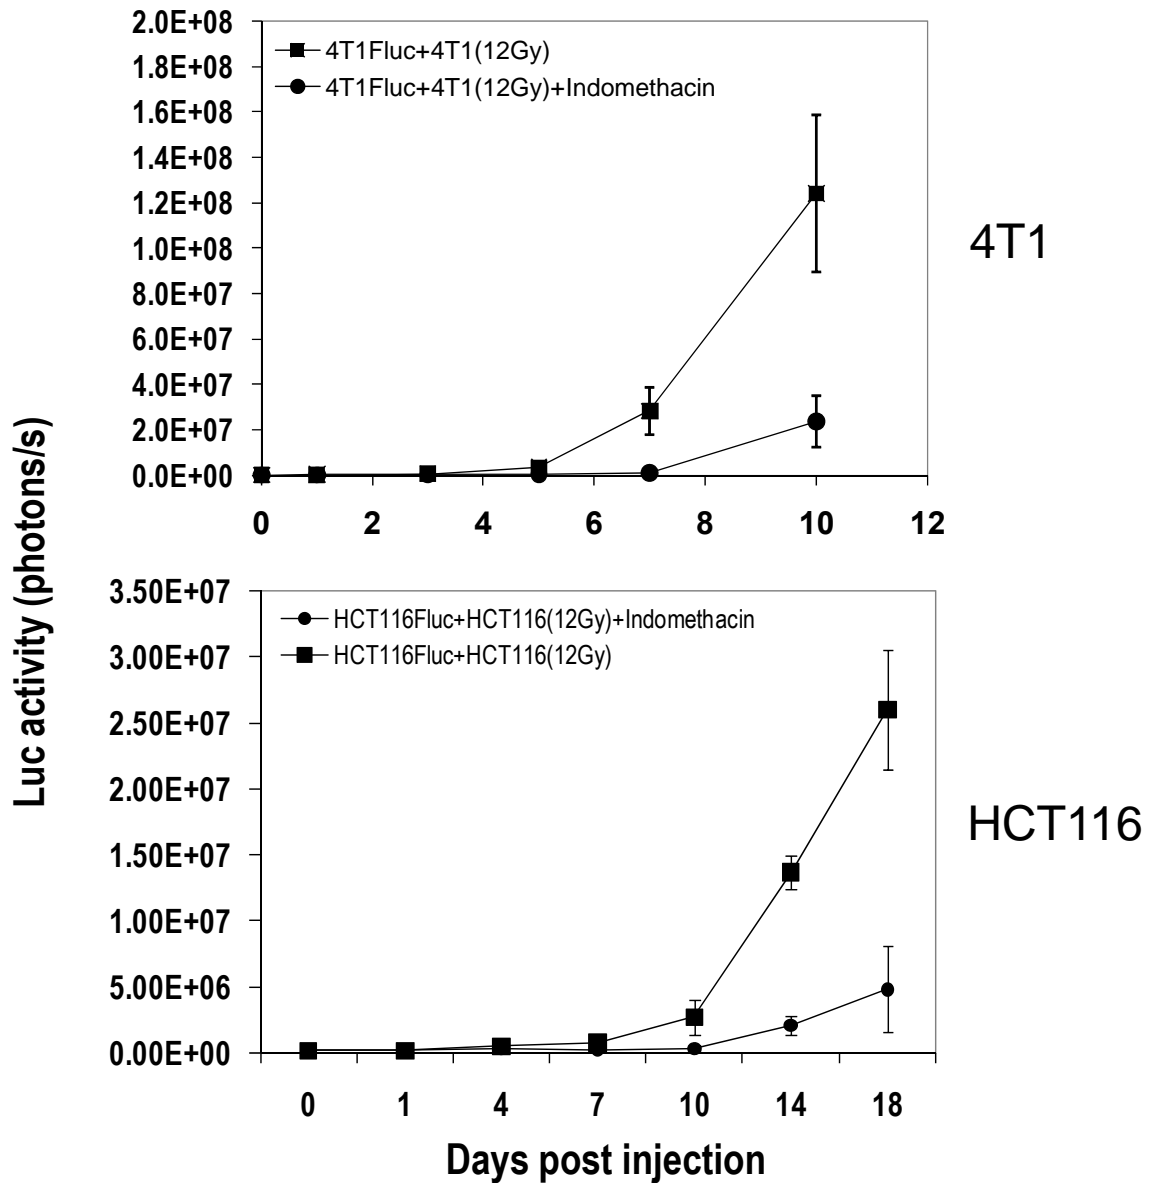 2.0E+08
1.8E+08
1.6E+08
1.4E+08
1.2E+08
1.0E+08
8.0E+07
6.0E+07
4.0E+07
2.0E+07
0.0E+00
4T1Fluc+4T1(12Gy)
4T1Fluc+4T1(12Gy)+Indomethacin
0 2 4 6 8 10 12
4T1
Luc activity (photons/s)
3.50E+07
3.00E+07
2.50E+07
2.00E+07
1.50E+07
1.00E+07
5.00E+06
0.00E+00
HCT116Fluc+HCT116(12Gy)+Indomethacin
HCT116Fluc+HCT116(12Gy)
0 1 4 7 10 14 18
HCT116
Days post injection